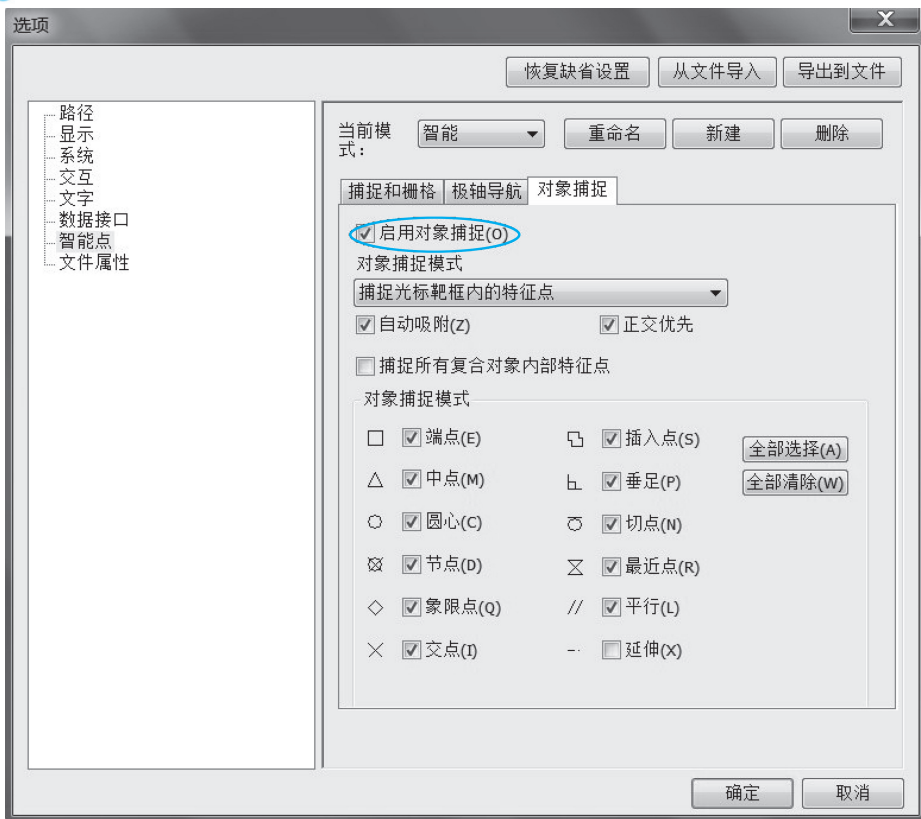 选项
X
恢复缺省设置 从文件导入 导出到文件
路径
显示
系统
交互
文字
数据接口
智能点
文件属性
当前模
式：
智能 重命名 新建 删除
捕捉和栅格 极轴导航 对象捕捉
启用对象捕捉(O)
对象捕捉模式
捕捉光标靶框内的特征点
自动吸附(Z) 正交优先
捕捉所有复合对象内部特征点
对象捕捉模式
端点(E) 插入点(S) 全部选择(A)
中点(M) 垂足(P) 全部清除(W)
圆心(C) 切点(N)
节点(D) 最近点(R)
象限点(Q) 平行(L)
交点(I) 延伸(X)
确定 取消